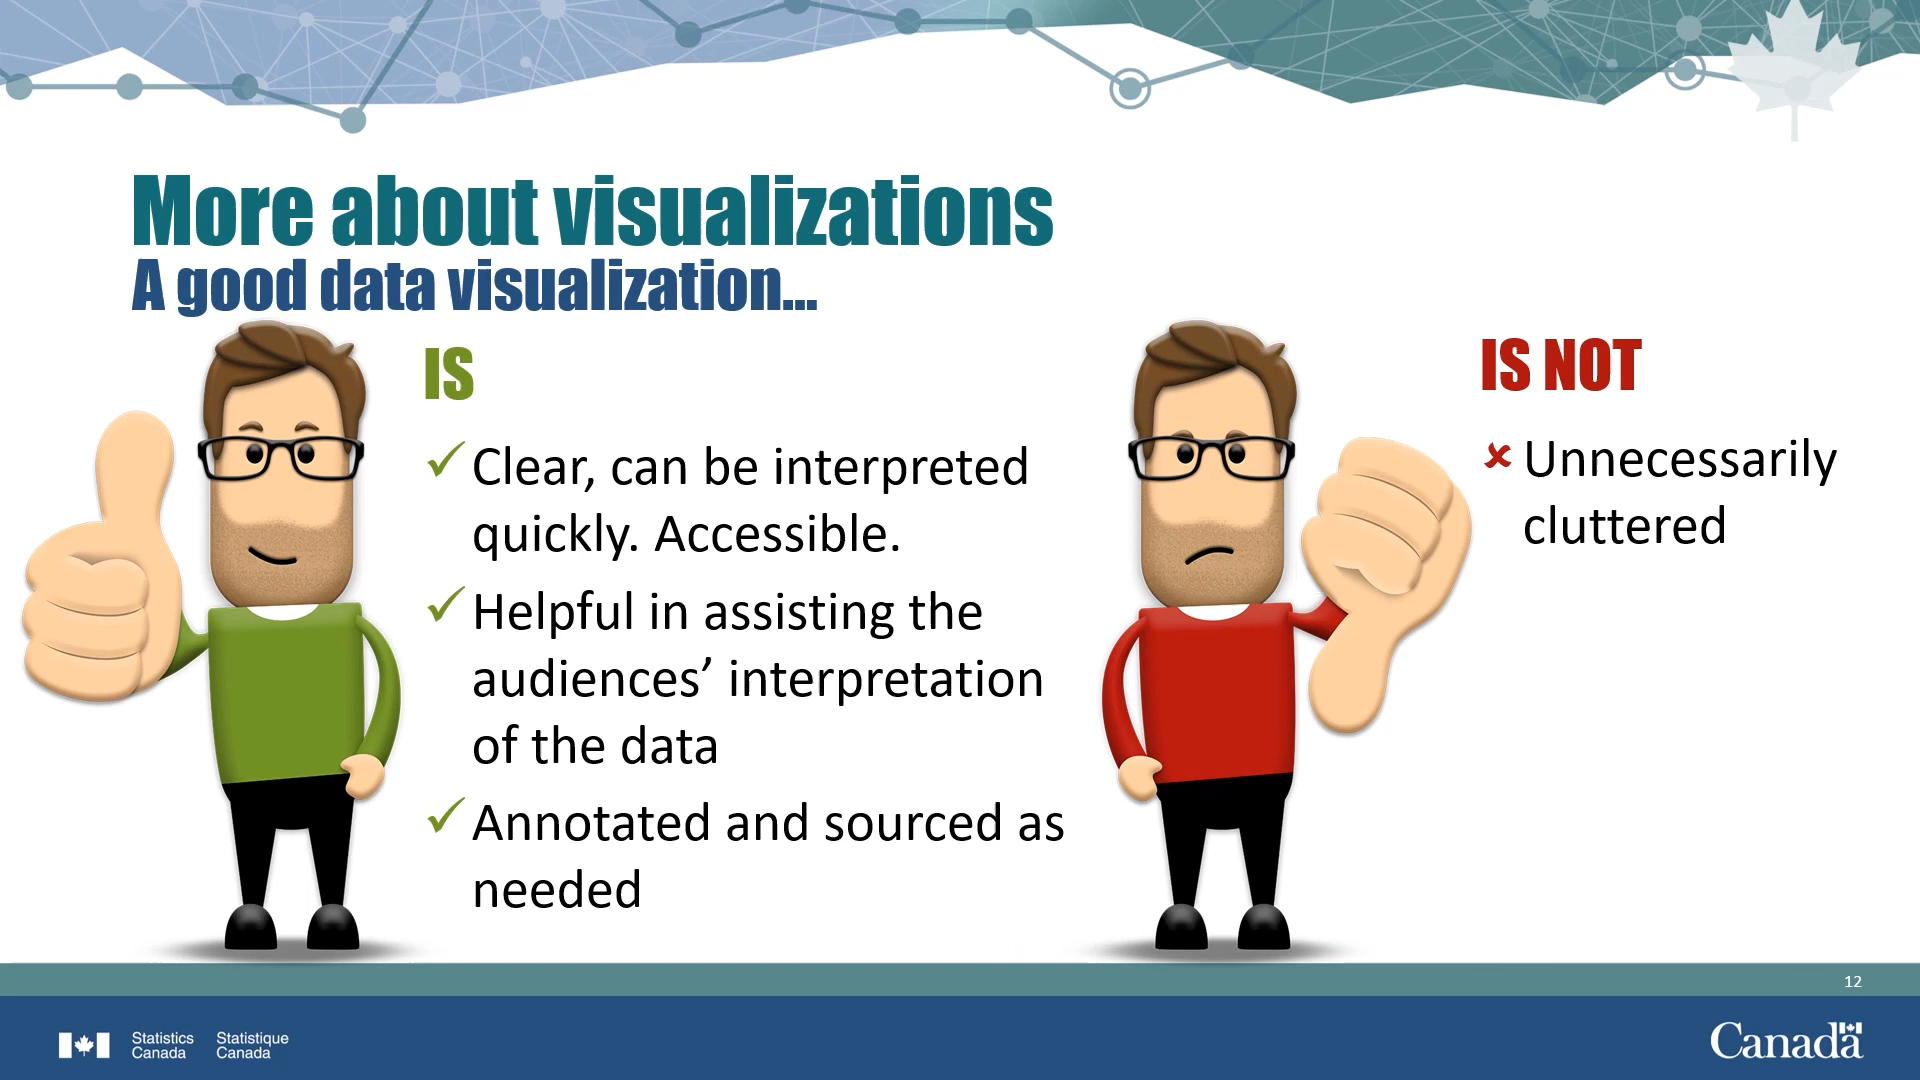 More about visualizations
A good data visualization...
IS
Clear, can be interpreted
quickly. Accessible.
Helpful in assisting the
audiences’ interpretation
of the data
Annotated and sourced as
needed
IS NOT
Unnecessarily
cluttered
12
Statistics
Canada
Statistique
Canada
Canada